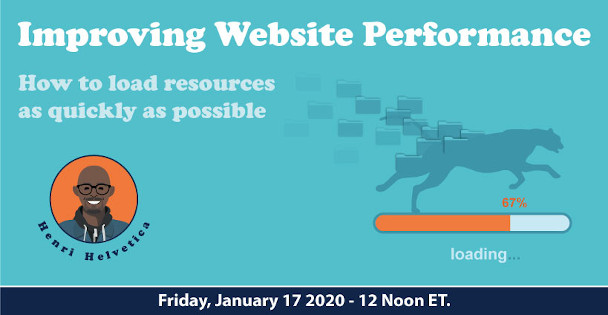 Improving Website Performance
How to load resources
as quickly as possible
Henri Helvetica
67%
loading...
Friday, January 17 2020 - 12 Noon ET.